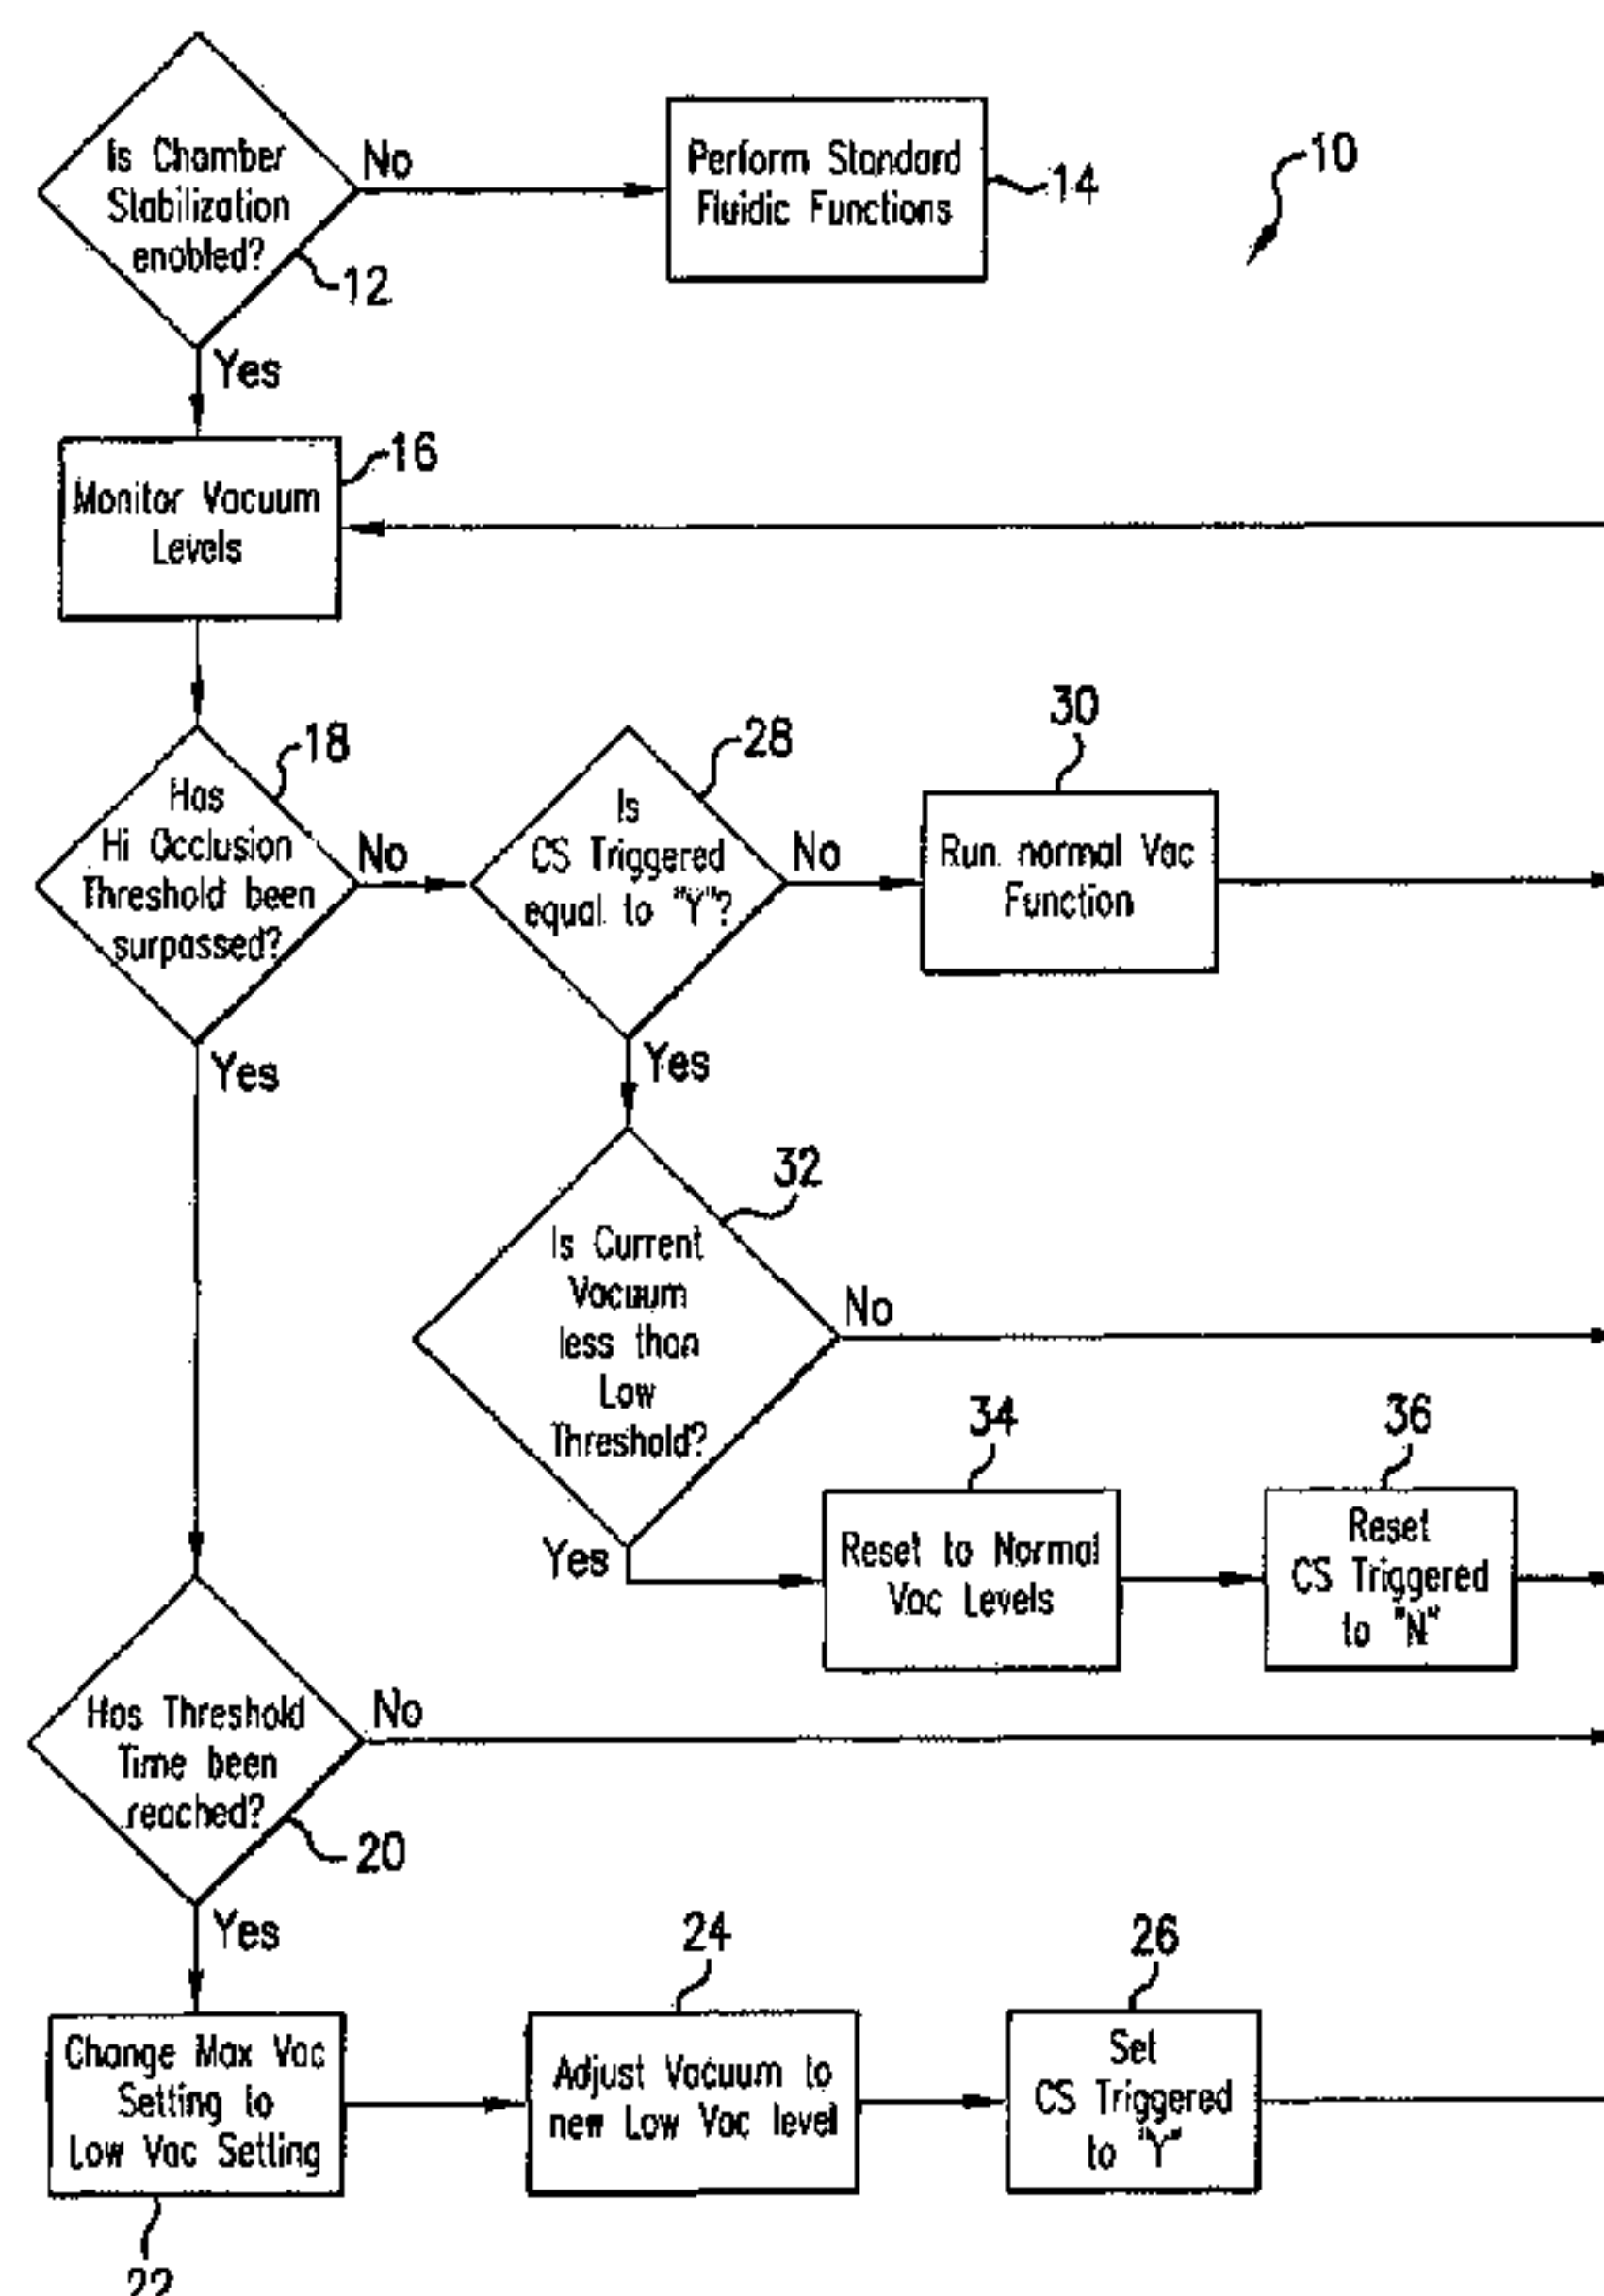 Is Chamber
Stabilization
enabled?
No
12
Yes
Perform Standard
Fluidic Functions
14
10
Monitor Vacuum
Levels
16
Has
Hi Occlusion
Threshold been
surpassed?
18
No
Yes
Is
CS Triggered
equal to "Y"?
28
No
Yes
Run normal Vac
Function
30
Is Current
Vacuum
less than
Low
Threshold?
32
No
Yes
Reset to Normal
Vac Levels
34
Reset
CS Triggered
to "N"
36
Has Threshold
Time been
reached?
20
No
Yes
Change Max Vac
Setting to
Low Vac Setting
22
Adjust Vacuum to
new Low Vac level
24
Set
CS Triggered
to "Y"
26